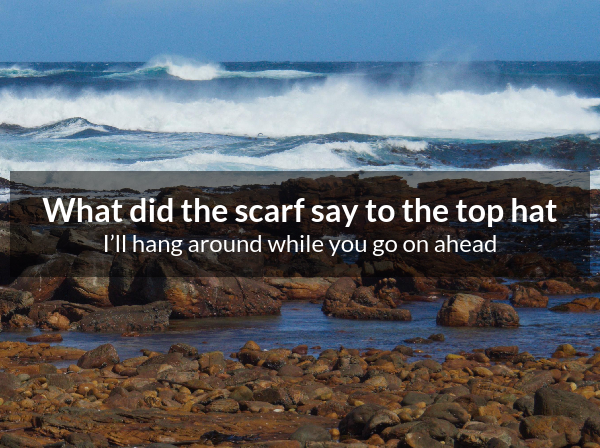 What did the scarf say to the top hat
I’ll hang around while you go on ahead